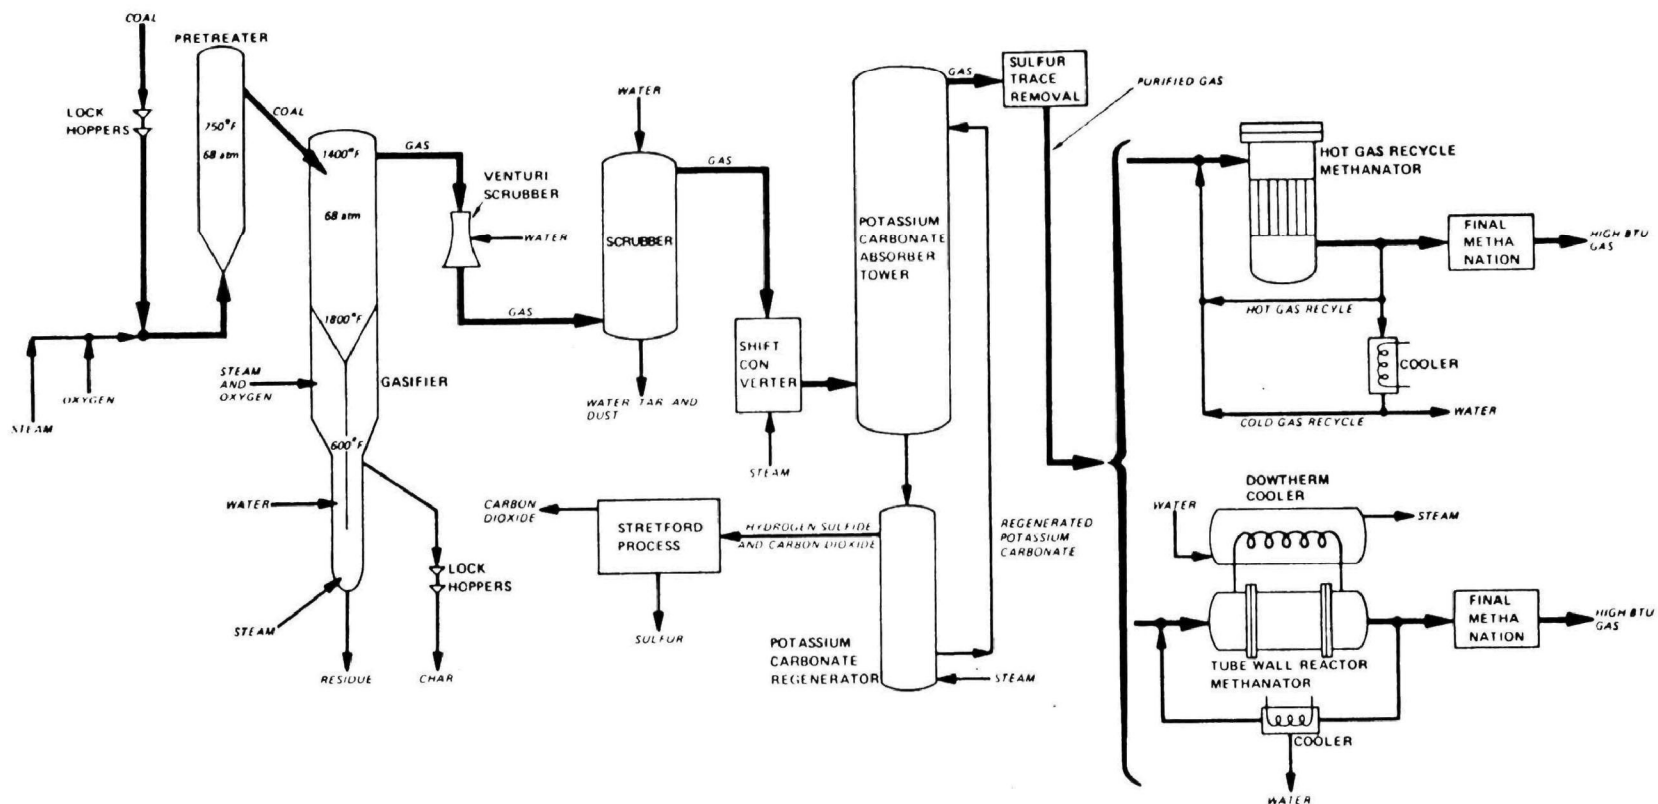 COAL
PRETREATER
LOCK
HOPPERS
750°F
68 atm
COAL
STEAM
OXYGEN
1400°F
68 atm
1800°F
GASIFIER
STEAM
AND
OXYGEN
600°F
WATER
STEAM
RESIDUE
LOCK
HOPPERS
CHAR
GAS
VENTURI
SCRUBBER
WATER
GAS
WATER
SCRUBBER
GAS
WATER TAR AND
DUST
SHIFT
CON
VERTER
STEAM
POTASSIUM
CARBONATE
ABSORBER
TOWER
GAS
SULFUR
TRACE
REMOVAL
PURIFIED GAS
CARBON
DIOXIDE
STRETFORD
PROCESS
HYDROGEN SULFIDE
AND CARBON DIOXIDE
SULFUR
REGENERATED
POTASSIUM
CARBONATE
POTASSIUM
CARBONATE
REGENERATOR
STEAM
HOT GAS RECYCLE
METHANATOR
FINAL
METHA
NATION
HIGH BTU
GAS
HOT GAS RECYLE
COOLER
COLD GAS RECYCLE
WATER
DOWTHERM
COOLER
WATER
STEAM
TUBE WALL REACTOR
METHANATOR
FINAL
METHA
NATION
HIGH BTU
GAS
COOLER
WATER